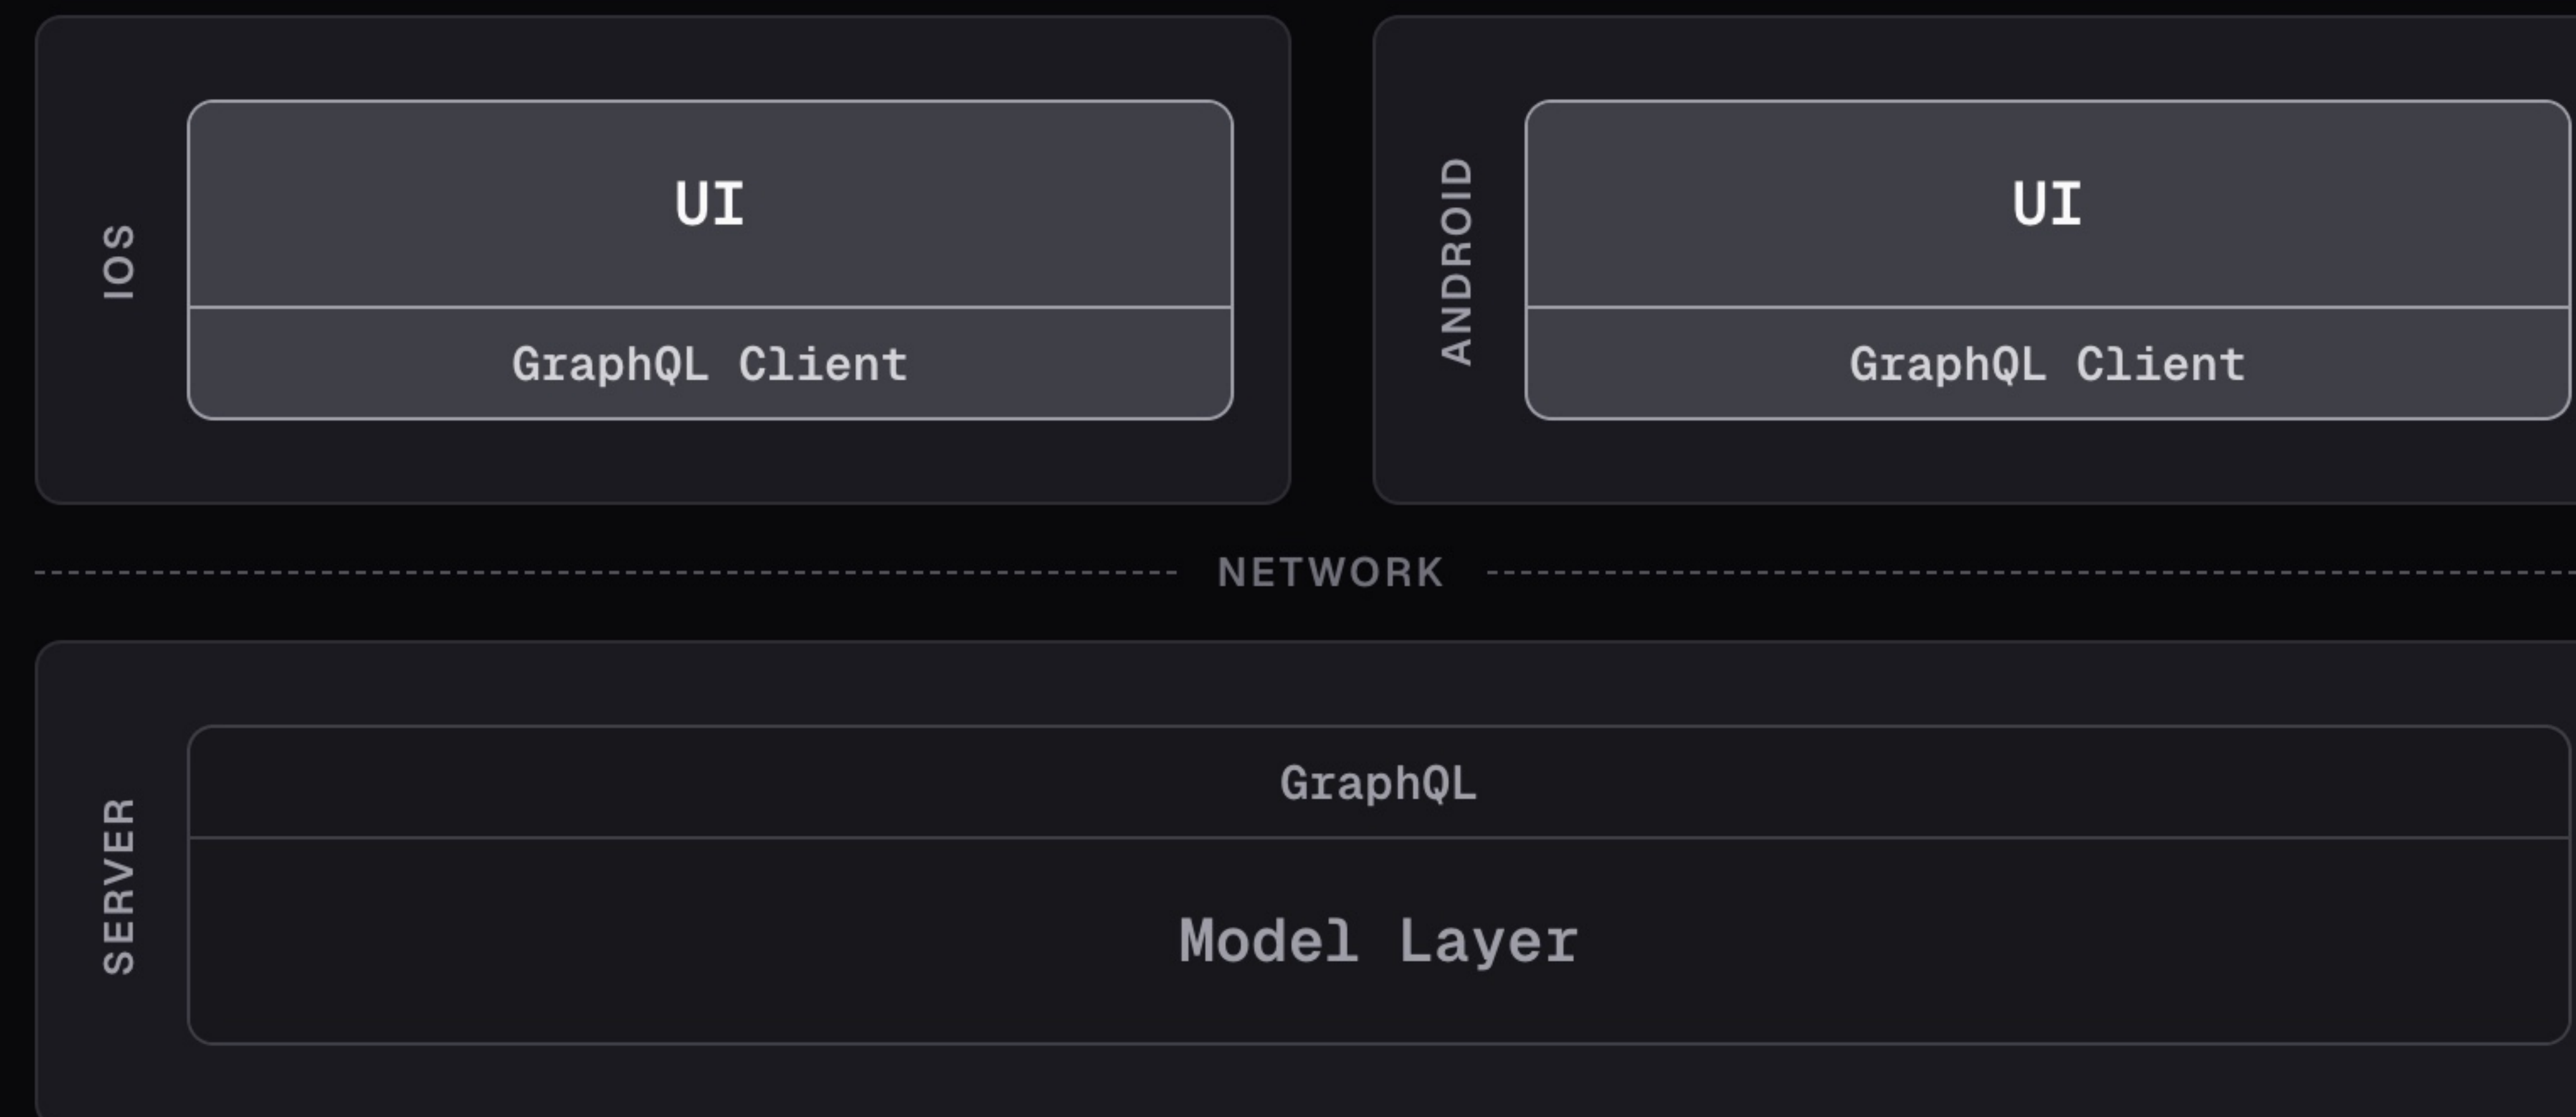 IOS
UI
GraphQL Client
ANDROID
UI
GraphQL Client
NETWORK
SERVER
GraphQL
Model Layer